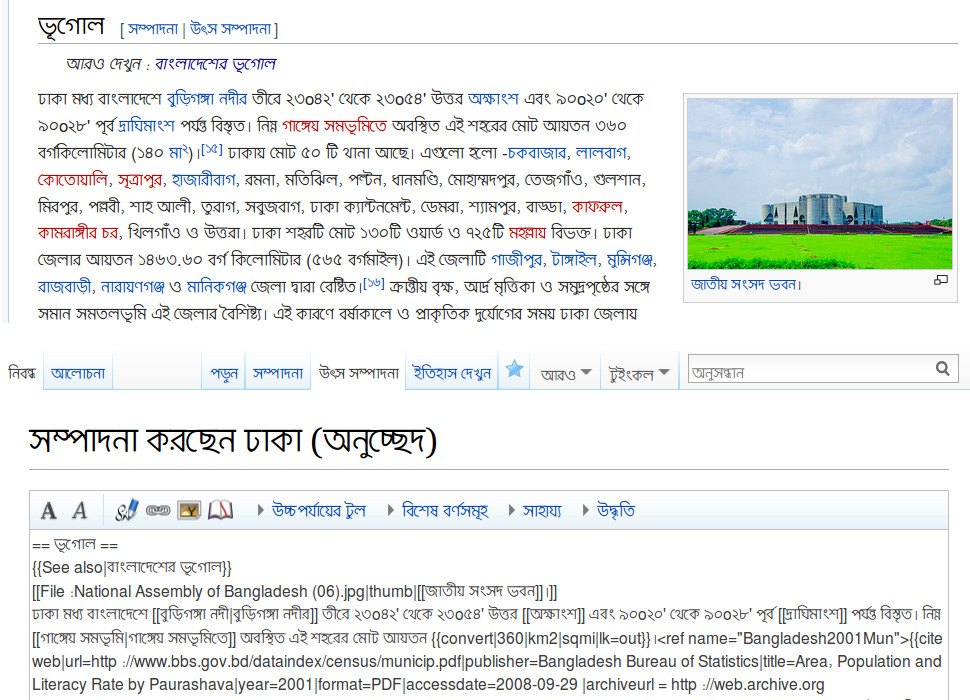 ভূগোল [ সম্পাদনা | উৎস সম্পাদনা ]
আরও দেখুন : বাংলাদেশের ভূগোল
ঢাকা মধ্য বাংলাদেশে বুড়িগঙ্গা নদীর তীরে ২৩o৪২' থেকে ২৩o৫৪' উত্তর অক্ষাংশ এবং ৯০o২০' থেকে
৯০o২৮' পূর্ব দ্রাঘিমাংশ পর্যন্ত বিস্তৃত। নিম্ন গাঙ্গেয় সমভূমিতে অবস্থিত এই শহরের মোট আয়তন ৩৬০
বর্গকিলোমিটার (১৪০ মা২)।[১৫] ঢাকায় মোট ৫০ টি থানা আছে। এগুলো হলো -চকবাজার, লালবাগ,
কোতোয়ালি, সূত্রাপুর, হাজারীবাগ, রমনা, মতিঝিল, পল্টন, ধানমণ্ডি, মোহাম্মদপুর, তেজগাঁও, গুলশান,
মিরপুর, পল্লবী, শাহ আলী, তুরাগ, সবুজবাগ, ঢাকা ক্যান্টনমেন্ট, ডেমরা, শ্যামপুর, বাড্ডা, কাফরুল,
কামরাঙ্গীর চর, খিলগাঁও ও উত্তরা। ঢাকা শহরটি মোট ১৩০টি ওয়ার্ড ও ৭২৫টি মহল্লায় বিভক্ত। ঢাকা
জেলার আয়তন ১৪৬৩.৬০ বর্গ কিলোমিটার (৫৬৫ বর্গমাইল)। এই জেলাটি গাজীপুর, টাঙ্গাইল, মুন্সিগঞ্জ,
রাজবাড়ী, নারায়ণগঞ্জ ও মানিকগঞ্জ জেলা দ্বারা বেষ্টিত।[১৬] ক্রান্তীয় বৃক্ষ, আর্দ্র মৃত্তিকা ও সমুদ্রপৃষ্ঠের সঙ্গে
সমান সমতলভূমি এই জেলার বৈশিষ্ট্য। এই কারণে বর্ষাকালে ও প্রাকৃতিক দুর্যোগের সময় ঢাকা জেলায়
জাতীয় সংসদ ভবন।
নিবন্ধ আলোচনা পড়ুন সম্পাদনা উৎস সম্পাদনা ইতিহাস দেখুন আরও টুইংকল অনুসন্ধান
সম্পাদনা করছেন ঢাকা (অনুচ্ছেদ)
A A উচ্চপর্যায়ের টুল বিশেষ বর্ণসমূহ সাহায্য উদ্ধৃতি
== ভূগোল ==
{{See also|বাংলাদেশের ভূগোল}}
[[File :National Assembly of Bangladesh (06).jpg|thumb|[[জাতীয় সংসদ ভবন]]।]]
ঢাকা মধ্য বাংলাদেশে [[বুড়িগঙ্গা নদী|বুড়িগঙ্গা নদীর]] তীরে ২৩o৪২' থেকে ২৩o৫৪' উত্তর [[অক্ষাংশ]] এবং ৯০o২০' থেকে ৯০o২৮' পূর্ব [[দ্রাঘিমাংশ]] পর্যন্ত বিস্তৃত। নিম্ন
[[গাঙ্গেয় সমভূমি|গাঙ্গেয় সমভূমিতে]] অবস্থিত এই শহরের মোট আয়তন {{convert|360|km2|sqmi|lk=out}}।<ref name="Bangladesh2001Mun">{{cite
web|url=http ://www.bbs.gov.bd/dataindex/census/municip.pdf|publisher=Bangladesh Bureau of Statistics|title=Area, Population and
Literacy Rate by Paurashava|year=2001|format=PDF|accessdate=2008-09-29 |archiveurl = http ://web.archive.org